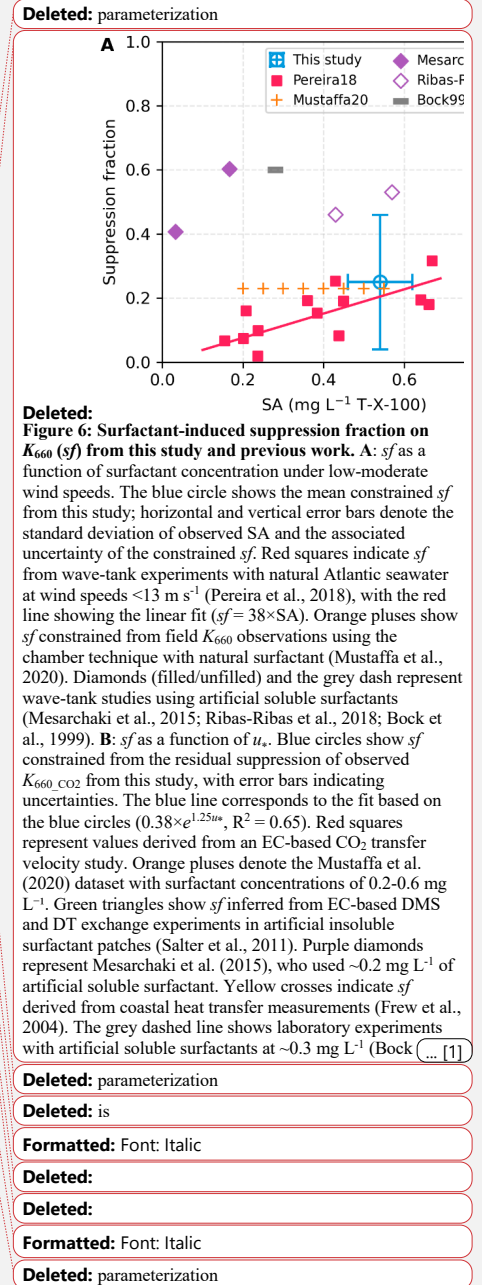 Deleted: parameterization
A
1.0
0.8
0.6
0.4
0.2
0.0
Suppression fraction
This study
Pereira18
Mustaffa20
Mesarc
Ribas-F
Bock99
0.0 0.2 0.4 0.6
SA (mg L⁻¹ T-X-100)
Deleted:
Figure 6: Surfactant-induced suppression fraction on
K₆₆₀ (sf) from this study and previous work. A: sf as a
function of surfactant concentration under low-moderate
wind speeds. The blue circle shows the mean constrained sf
from this study; horizontal and vertical error bars denote the
standard deviation of observed SA and the associated
uncertainty of the constrained sf. Red squares indicate sf
from wave-tank experiments with natural Atlantic seawater
at wind speeds <13 m s⁻¹ (Pereira et al., 2018), with the red
line showing the linear fit (sf = 38×SA). Orange pluses show
sf constrained from field K₆₆₀ observations using the
chamber technique with natural surfactant (Mustaffa et al.,
2020). Diamonds (filled/unfilled) and the grey dash represent
wave-tank studies using artificial soluble surfactants
(Mesarchaki et al., 2015; Ribas-Ribas et al., 2018; Bock et
al., 1999). B: sf as a function of u*. Blue circles show sf
constrained from the residual suppression of observed
K₆₆₀_CO₂ from this study, with error bars indicating
uncertainties. The blue line corresponds to the fit based on
the blue circles (0.38×e^1.25u*, R² = 0.65). Red squares
represent values derived from an EC-based CO₂ transfer
velocity study. Orange pluses denote the Mustaffa et al.
(2020) dataset with surfactant concentrations of 0.2-0.6 mg
L⁻¹. Green triangles show sf inferred from EC-based DMS
and DT exchange experiments in artificial insoluble
surfactant patches (Salter et al., 2011). Purple diamonds
represent Mesarchaki et al. (2015), who used ~0.2 mg L⁻¹ of
artificial soluble surfactant. Yellow crosses indicate sf
derived from coastal heat transfer measurements (Frew et al.,
2004). The grey dashed line shows laboratory experiments
with artificial soluble surfactants at ~0.3 mg L⁻¹ (Bock ... [1]
Deleted: parameterization
Deleted: is
Formatted: Font: Italic
Deleted:
Deleted:
Formatted: Font: Italic
Deleted: parameterization